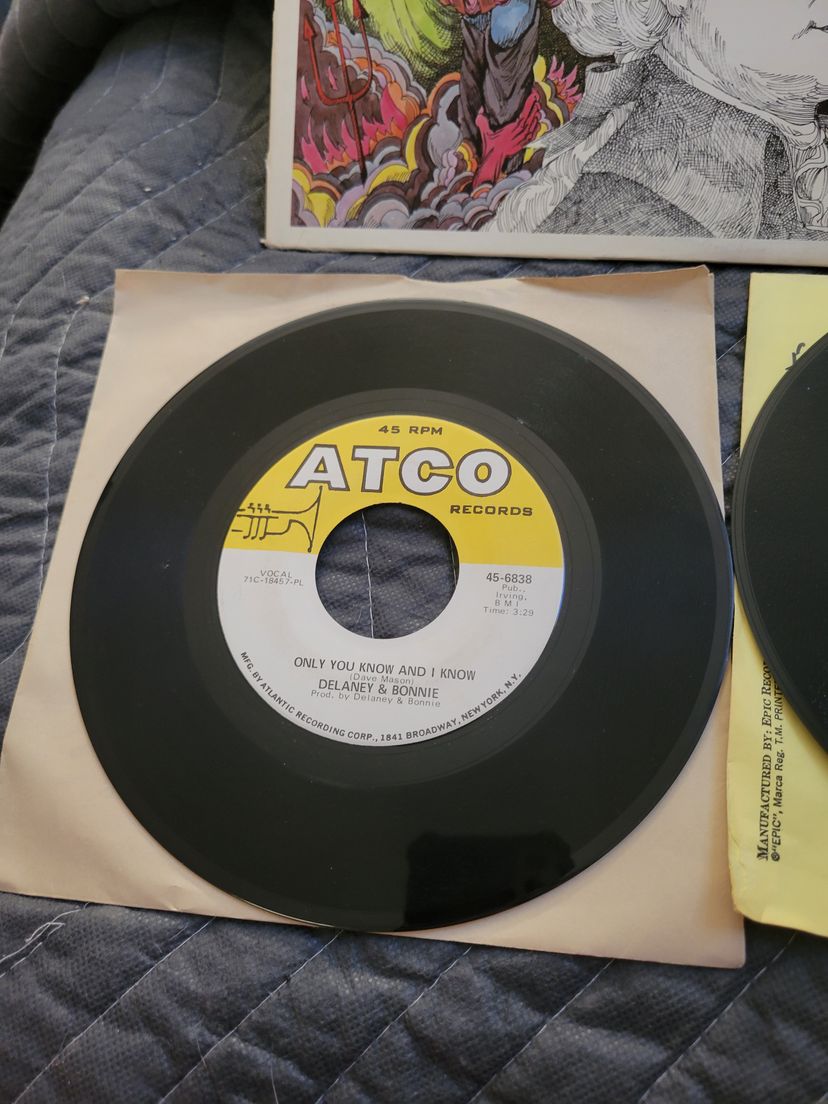 45 RPM
ATCO
RECORDS
VOCAL
71C-18457-PL
45-6838
Pub.,
Irving,
BMI
Time: 3:29
ONLY YOU KNOW AND I KNOW
(Dave Mason)
DELANEY & BONNIE
Prod. by Delaney & Bonnie
MFG. BY ATLANTIC RECORDING CORP., 1841 BROADWAY, NEW YORK, N.Y.
MANUFACTURED BY: EPIC RECO
®"EPIC", Marca Reg. T.M. PRINTE